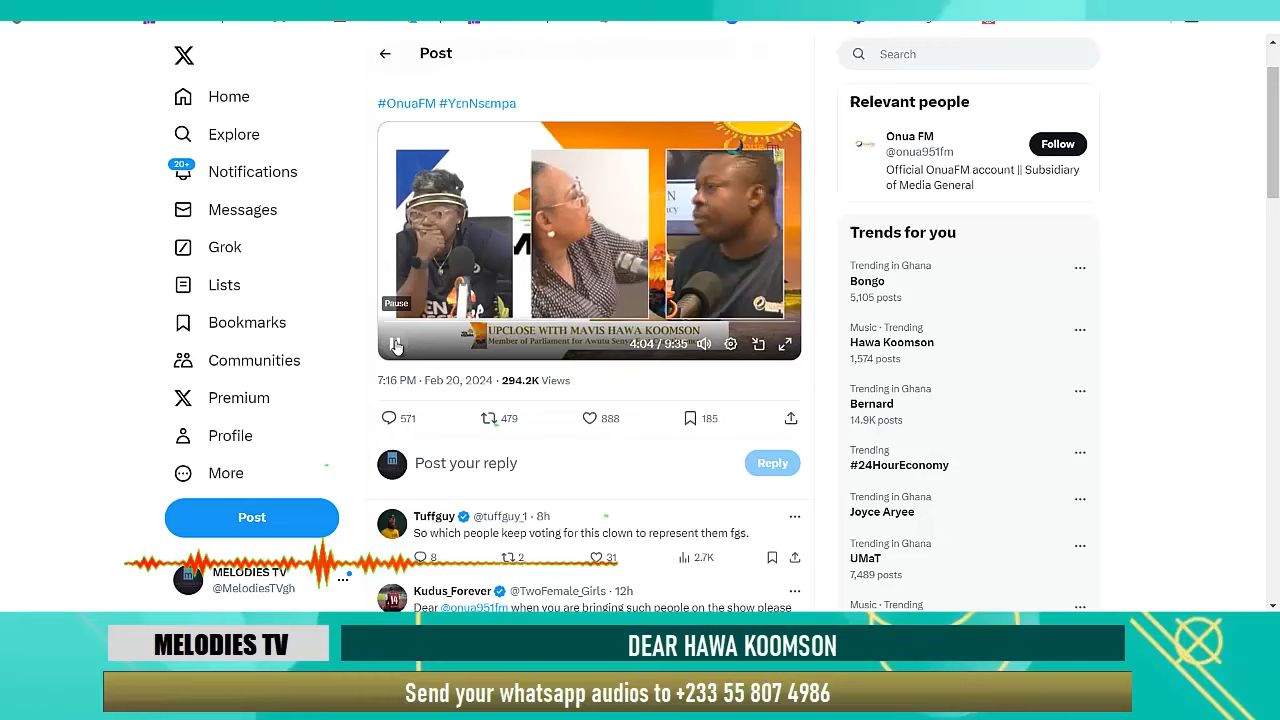 Home
Explore
20+
Notifications
Messages
Grok
Lists
Bookmarks
Communities
Premium
Profile
More
Post
MELODIES TV
@MelodiesTVgh
Post
#OnuaFM #YɛnNsɛmpa
Pause
UPCLOSE WITH MAVIS HAWA KOOMSON
Member of Parliament for Awutu Seny
4:04 / 9:35
7:16 PM · Feb 20, 2024 · 294.2K Views
571
479
888
185
Post your reply
Reply
Tuffguy @tuffguy_1 · 8h
So which people keep voting for this clown to represent them fgs.
8
2
31
2.7K
Kudus_Forever @TwoFemale_Girls · 12h
Dear @onua951fm when you are bringing such people on the show please
Search
Relevant people
Onua FM
@onua951fm
Follow
Official OnuaFM account || Subsidiary
of Media General
Trends for you
Trending in Ghana
Bongo
5,105 posts
Music · Trending
Hawa Koomson
1,574 posts
Trending in Ghana
Bernard
14.9K posts
Trending
#24HourEconomy
Trending in Ghana
Joyce Aryee
Trending in Ghana
UMaT
7,489 posts
Music · Trending
MELODIES TV
DEAR HAWA KOOMSON
Send your whatsapp audios to +233 55 807 4986